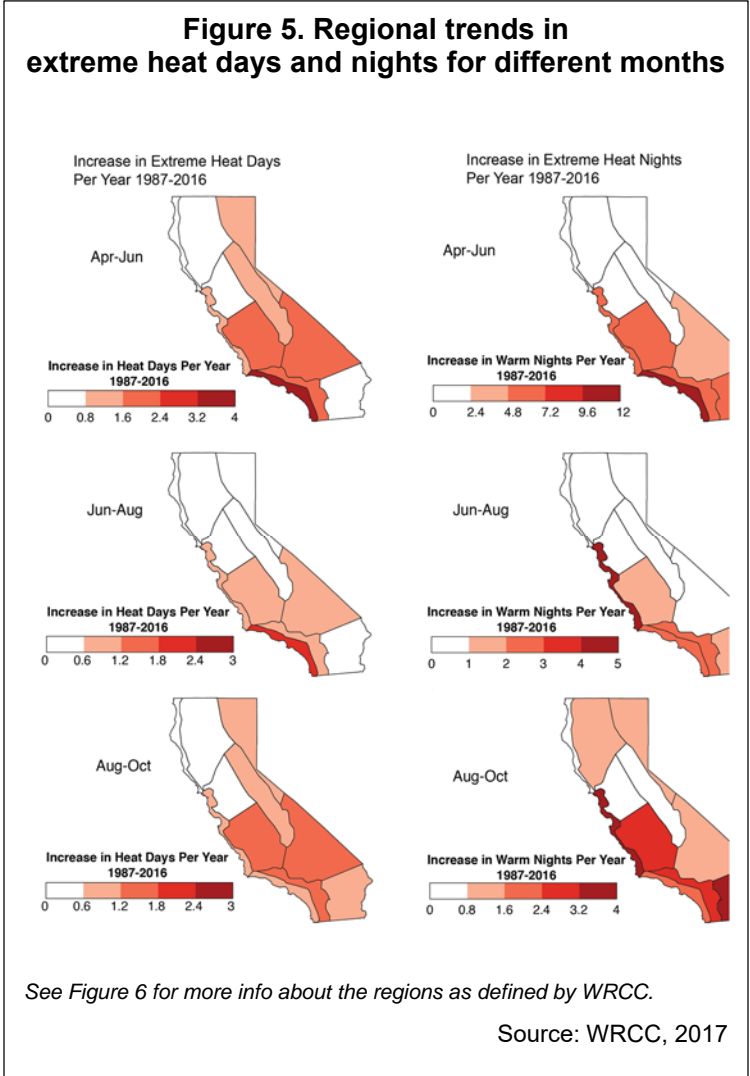 Figure 5. Regional trends in
extreme heat days and nights for different months
Increase in Extreme Heat Days
Per Year 1987-2016
Apr-Jun
Increase in Heat Days Per Year
1987-2016
0 0.8 1.6 2.4 3.2 4
Jun-Aug
Increase in Heat Days Per Year
1987-2016
0 0.6 1.2 1.8 2.4 3
Aug-Oct
Increase in Heat Days Per Year
1987-2016
0 0.6 1.2 1.8 2.4 3
Increase in Extreme Heat Nights
Per Year 1987-2016
Apr-Jun
Increase in Warm Nights Per Year
1987-2016
0 2.4 4.8 7.2 9.6 12
Jun-Aug
Increase in Warm Nights Per Year
1987-2016
0 1 2 3 4 5
Aug-Oct
Increase in Warm Nights Per Year
1987-2016
0 0.8 1.6 2.4 3.2 4
See Figure 6 for more info about the regions as defined by WRCC.
Source: WRCC, 2017